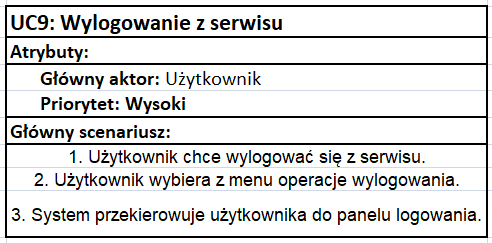 UC9: Wylogowanie z serwisu
Atrybuty:
Główny aktor: Użytkownik
Priorytet: Wysoki
Główny scenariusz:
1. Użytkownik chce wylogować się z serwisu.
2. Użytkownik wybiera z menu operacje wylogowania.
3. System przekierowuje użytkownika do panelu logowania.